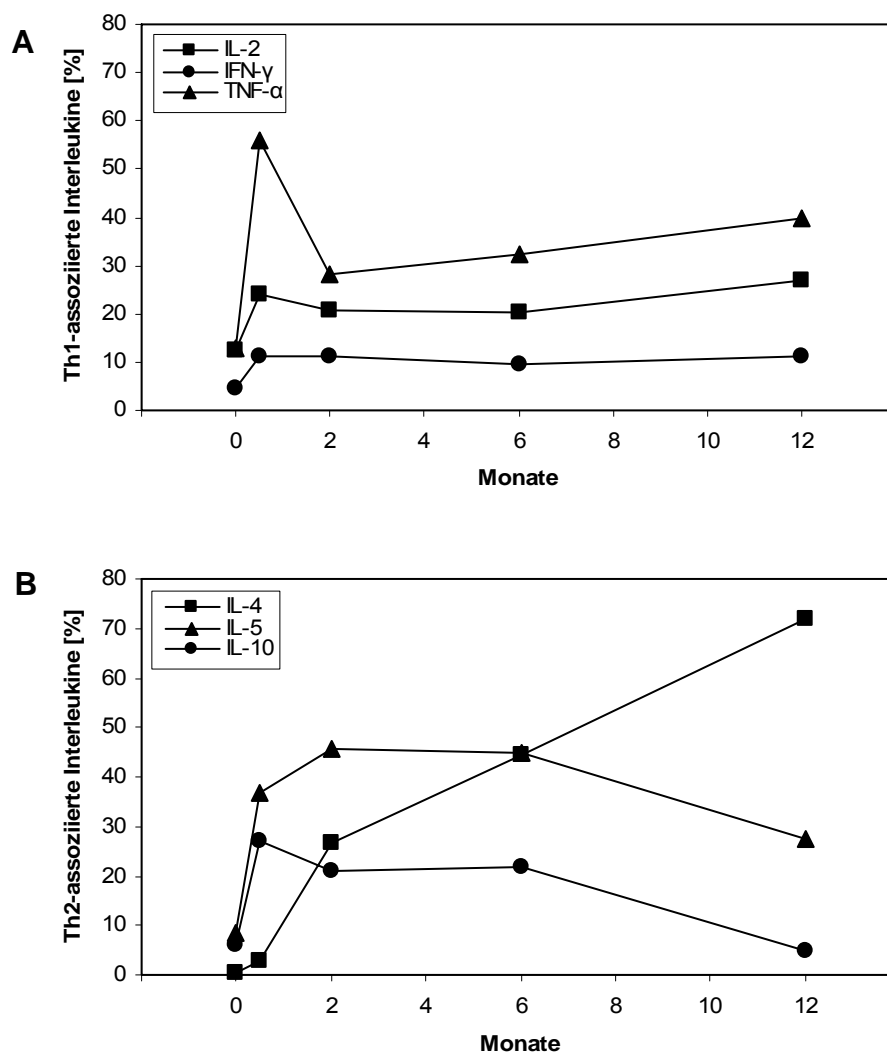 A
Th1-assoziierte Interleukine [%]
80
70
60
50
40
30
20
10
0
IL-2
IFN-γ
TNF-α
0 2 4 6 8 10 12
Monate
B
Th2-assoziierte Interleukine [%]
80
70
60
50
40
30
20
10
0
IL-4
IL-5
IL-10
0 2 4 6 8 10 12
Monate